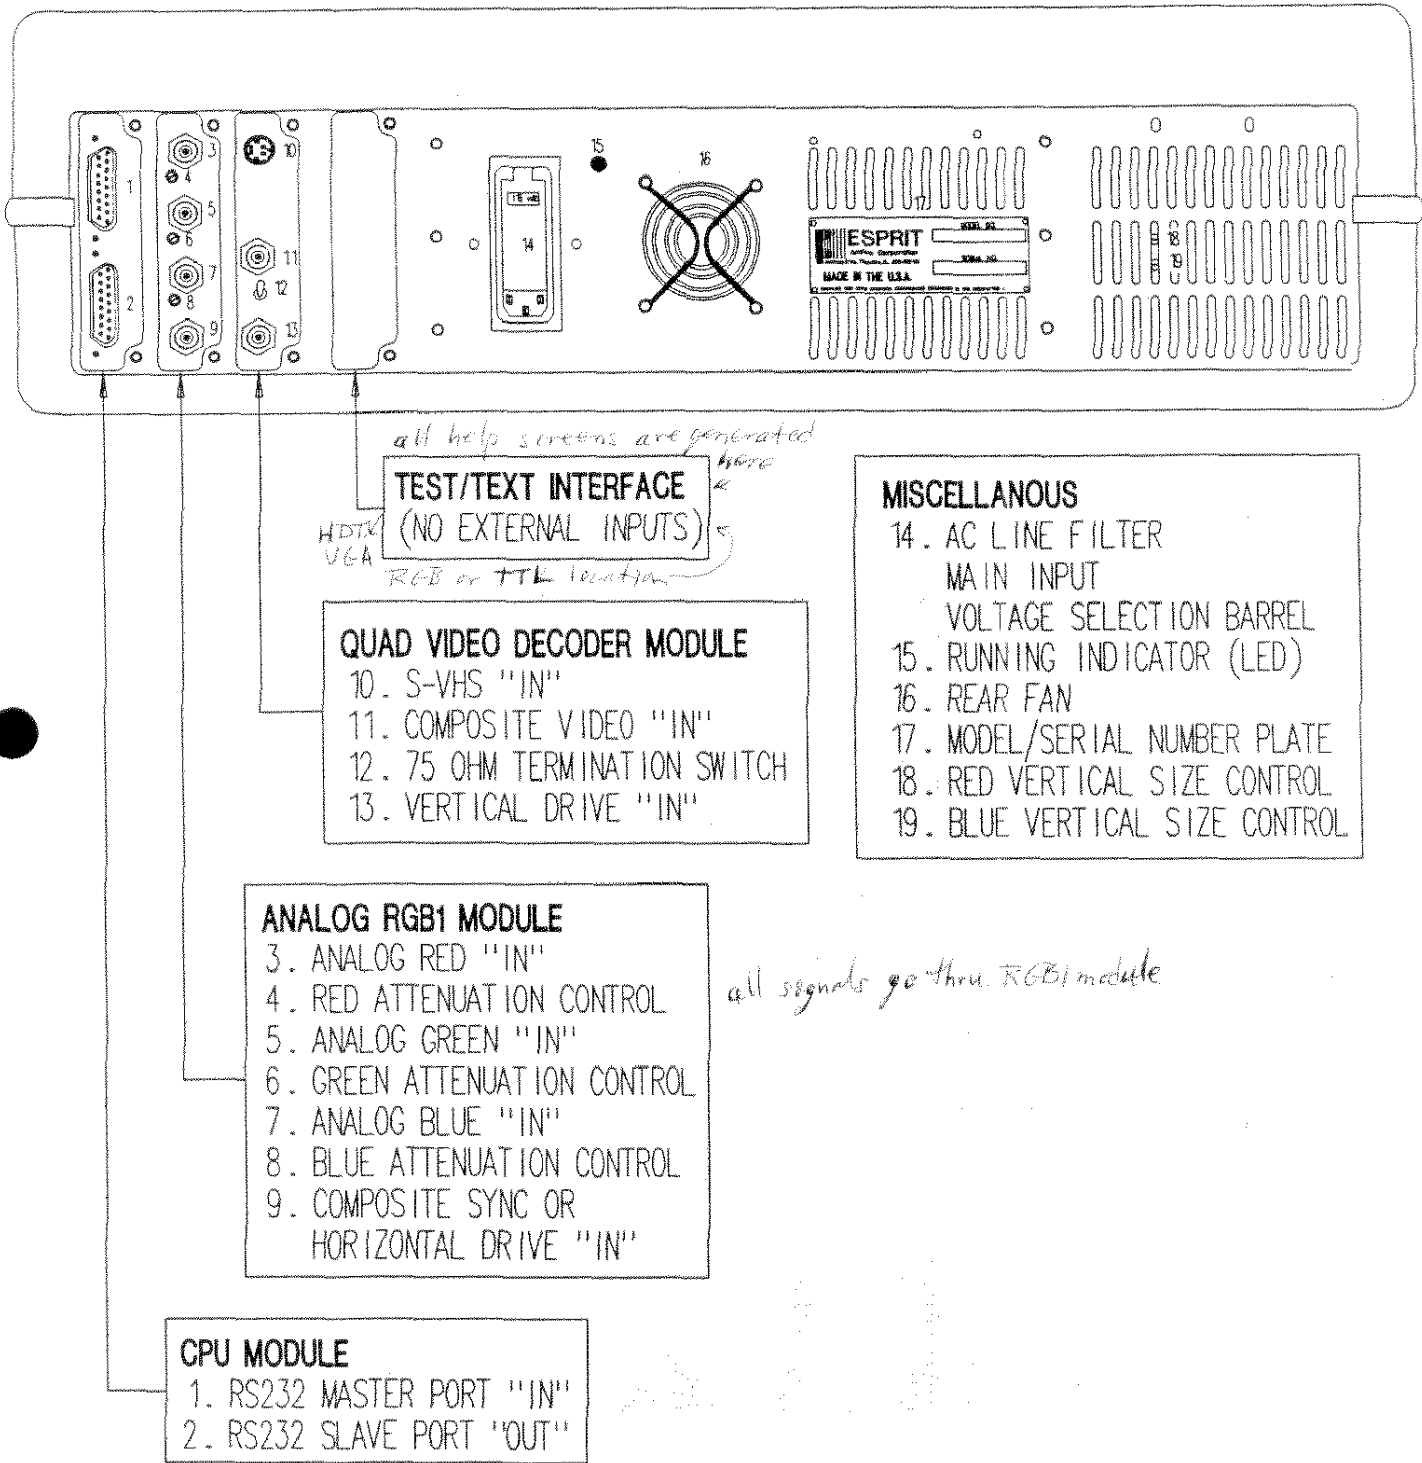 1
2
3
4
5
6
7
8
9
10
11
12
13
14
15
16
17
18
19
ESPRIT
MADE IN THE U.S.A.
all help screens are generated
here
TEST/TEXT INTERFACE
(NO EXTERNAL INPUTS)
HDTV
VGA
RGB or TTL location
QUAD VIDEO DECODER MODULE
10. S-VHS "IN"
11. COMPOSITE VIDEO "IN"
12. 75 OHM TERMINATION SWITCH
13. VERTICAL DRIVE "IN"
MISCELLANOUS
14. AC LINE FILTER
MAIN INPUT
VOLTAGE SELECTION BARREL
15. RUNNING INDICATOR (LED)
16. REAR FAN
17. MODEL/SERIAL NUMBER PLATE
18. RED VERTICAL SIZE CONTROL
19. BLUE VERTICAL SIZE CONTROL
ANALOG RGB1 MODULE
3. ANALOG RED "IN"
4. RED ATTENUATION CONTROL
5. ANALOG GREEN "IN"
6. GREEN ATTENUATION CONTROL
7. ANALOG BLUE "IN"
8. BLUE ATTENUATION CONTROL
9. COMPOSITE SYNC OR
HORIZONTAL DRIVE "IN"
all signals go thru RGB1 module
CPU MODULE
1. RS232 MASTER PORT "IN"
2. RS232 SLAVE PORT "OUT"